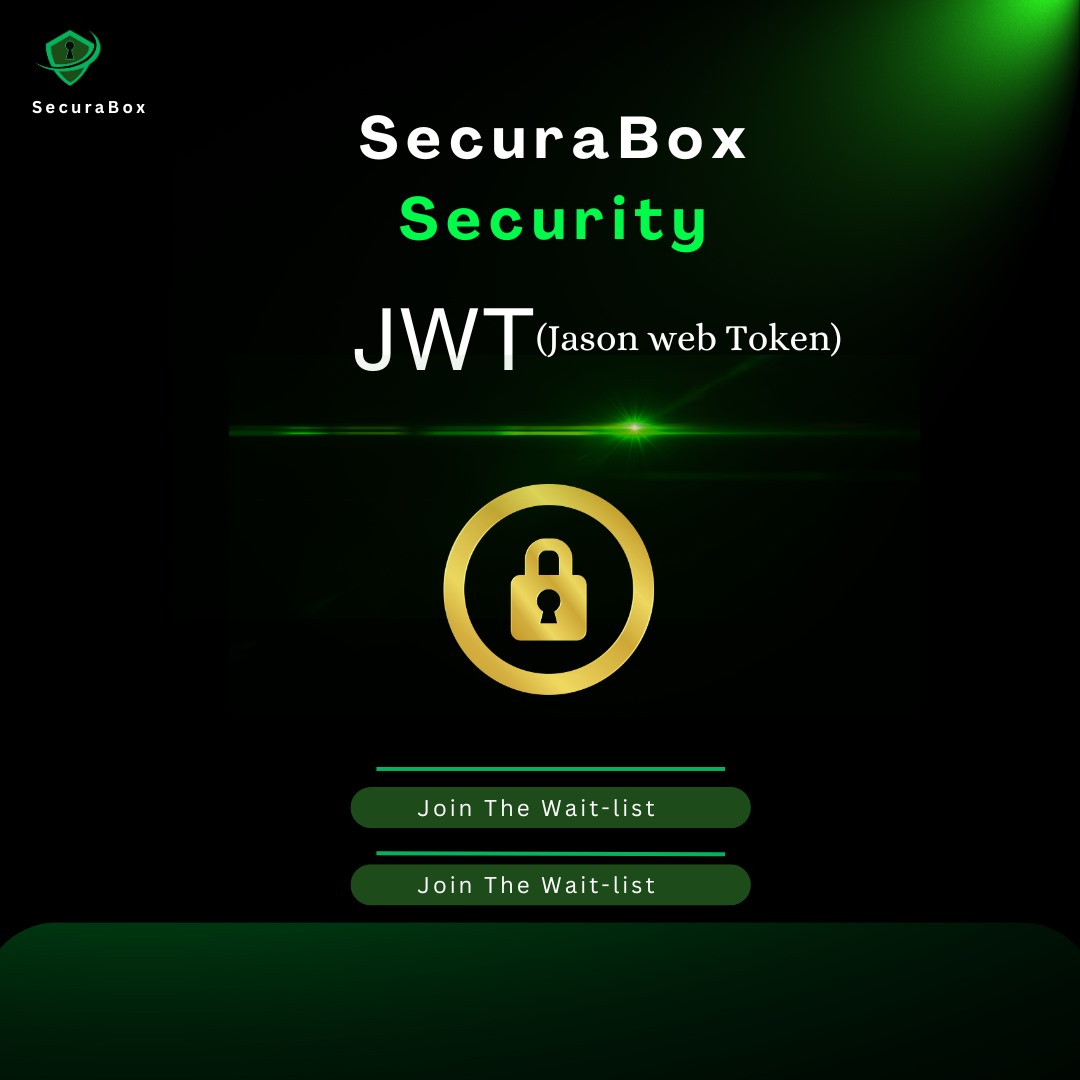 SecuraBox
SecuraBox
Security
JWT (Jason web Token)
Join The Wait-list
Join The Wait-list